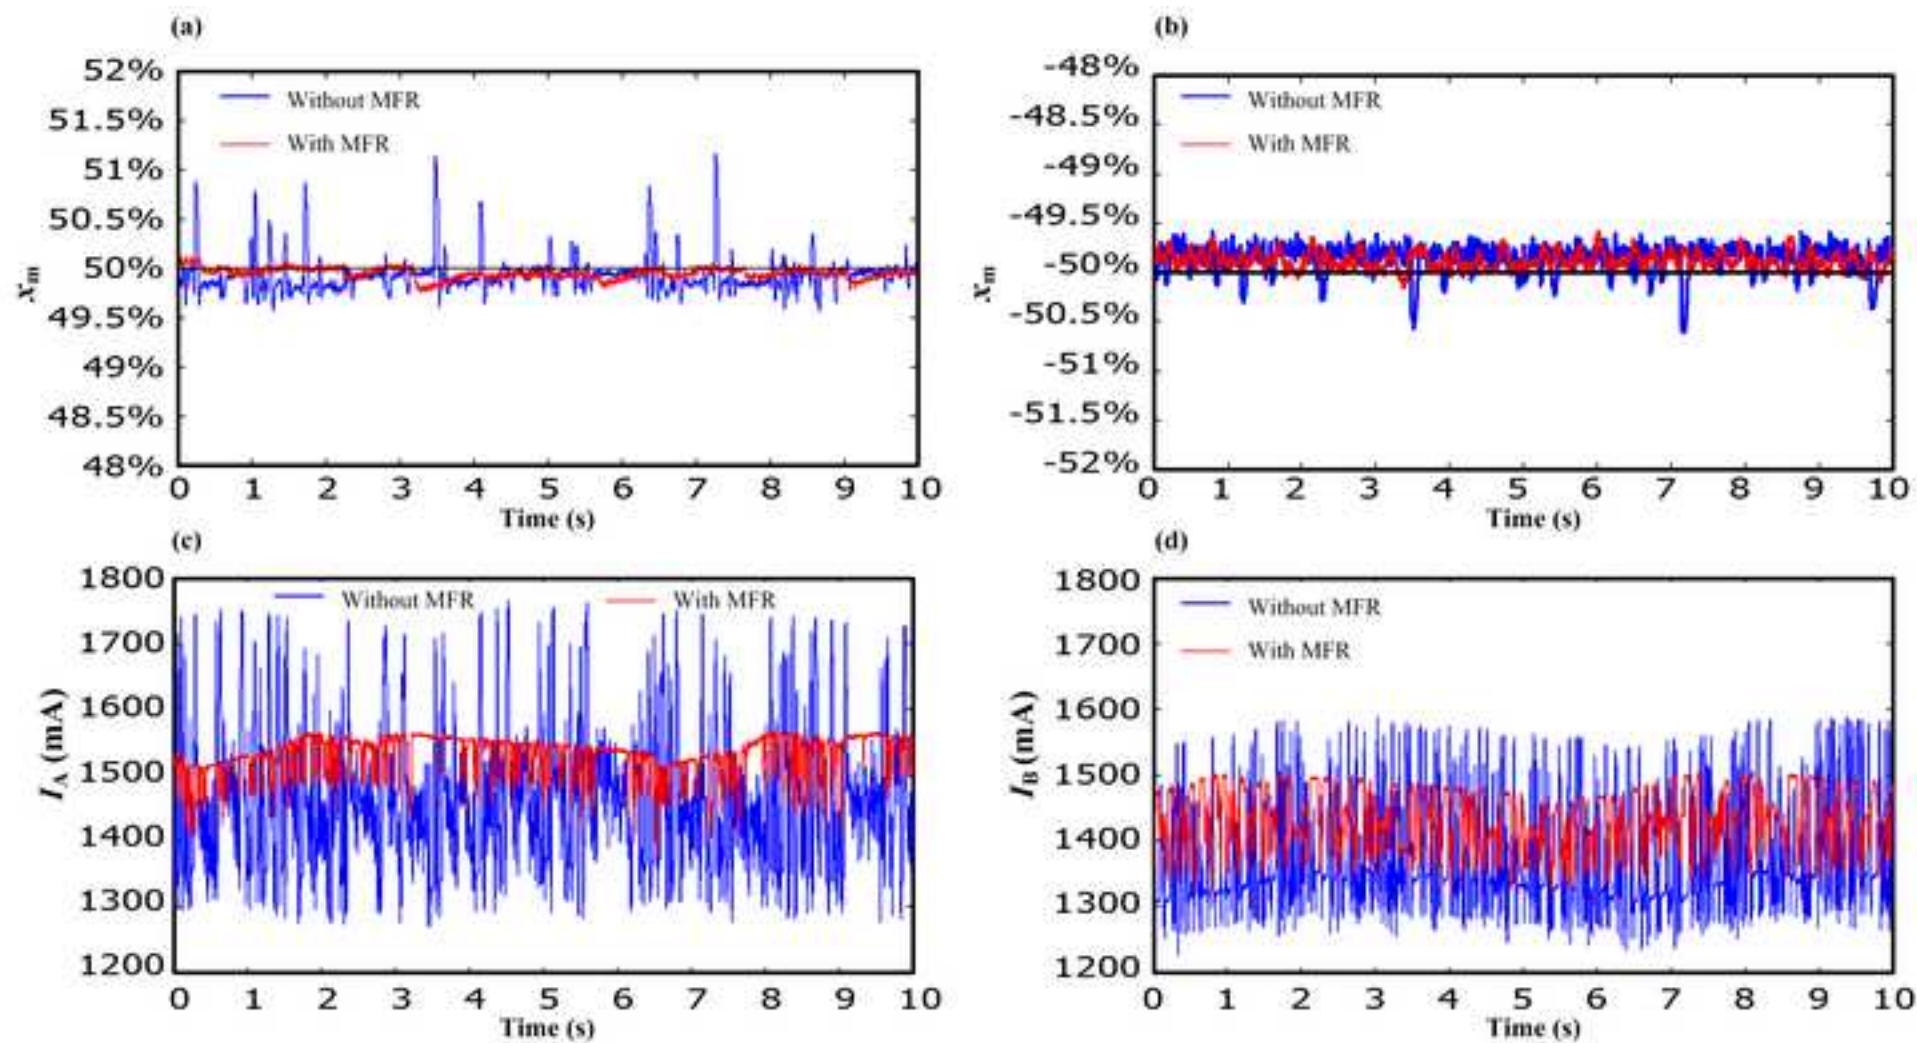 (a)
52%
51.5%
51%
50.5%
50%
49.5%
49%
48.5%
48%
xm
Without MFR
With MFR
0 1 2 3 4 5 6 7 8 9 10
Time (s)
(b)
-48%
-48.5%
-49%
-49.5%
-50%
-50.5%
-51%
-51.5%
-52%
xm
Without MFR
With MFR
0 1 2 3 4 5 6 7 8 9 10
Time (s)
(c)
1800
1700
1600
1500
1400
1300
1200
IA (mA)
Without MFR With MFR
0 1 2 3 4 5 6 7 8 9 10
Time (s)
(d)
1800
1700
1600
1500
1400
1300
1200
IB (mA)
Without MFR
With MFR
0 1 2 3 4 5 6 7 8 9 10
Time (s)